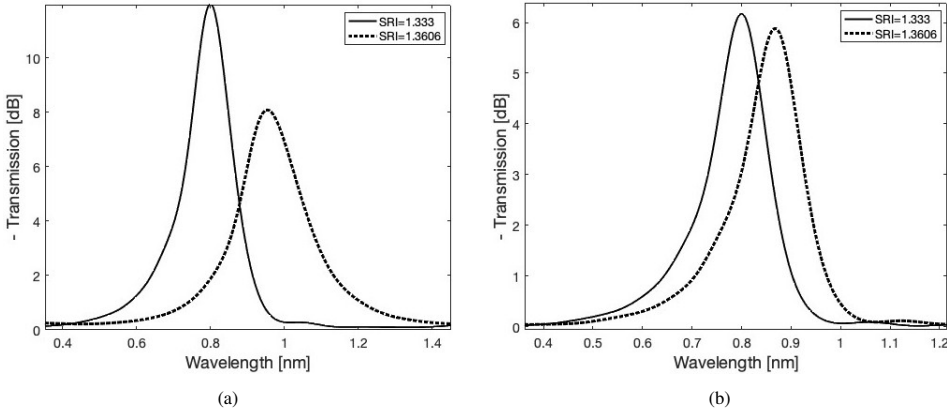 SRI=1.333
SRI=1.3606
- Transmission [dB]
10
8
6
4
2
0
0.4 0.6 0.8 1 1.2 1.4
Wavelength [nm]
(a)
SRI=1.333
SRI=1.3606
- Transmission [dB]
6
5
4
3
2
1
0
0.4 0.5 0.6 0.7 0.8 0.9 1 1.1 1.2
Wavelength [nm]
(b)